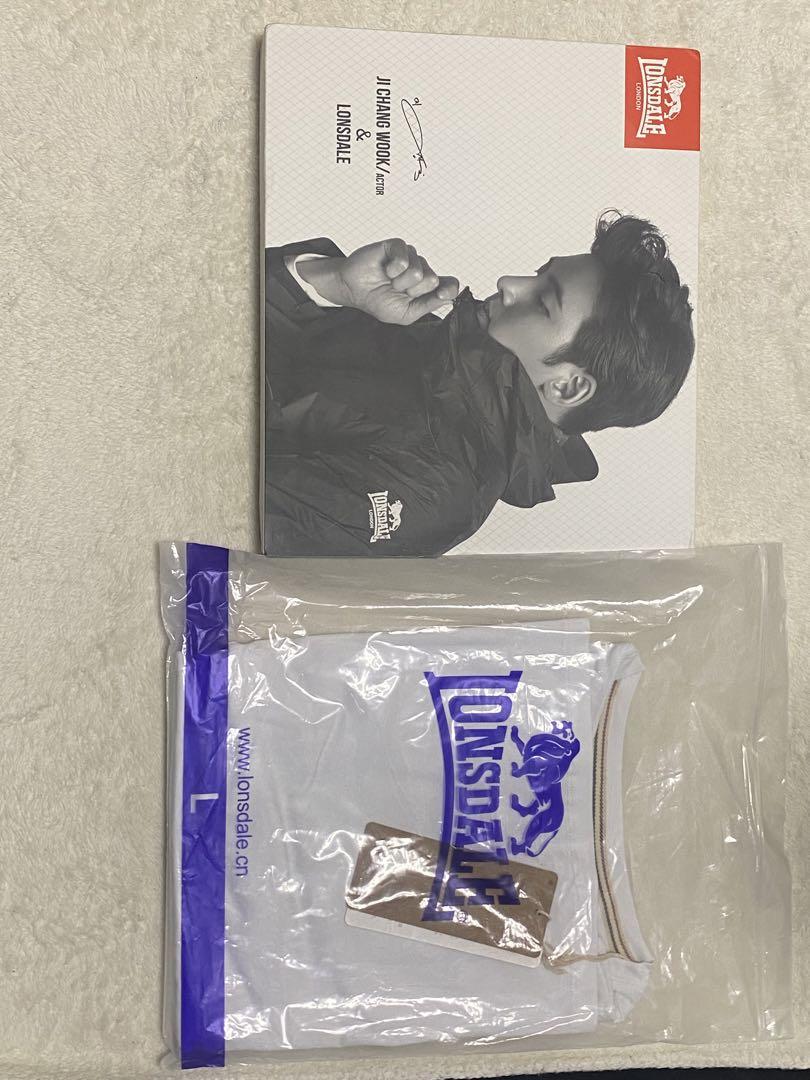 LONSDALE
LONDON
JI CHANG WOOK/ACTOR
&
LONSDALE
LONSDALE
LONDON
LONSDALE
www.lonsdale.cn
L